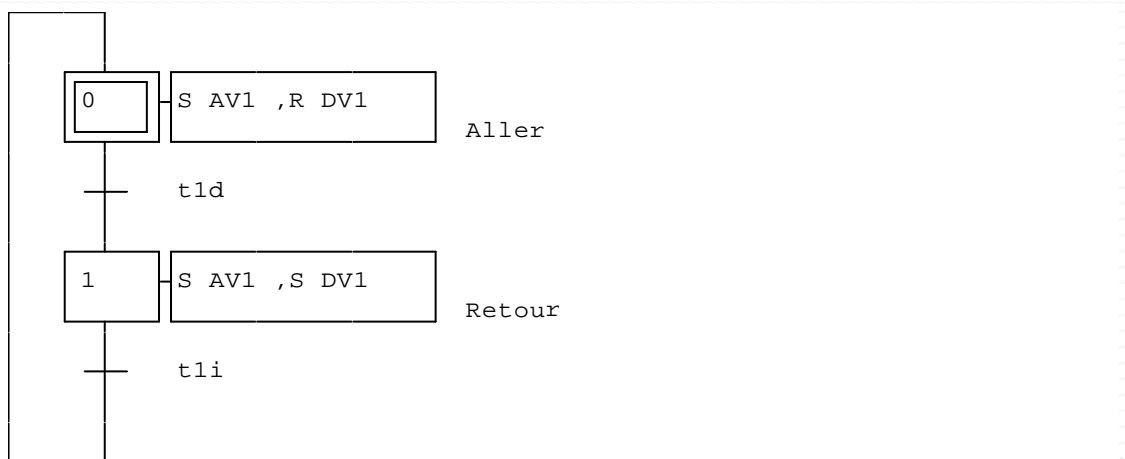 0
S AV1 ,R DV1
Aller
t1d
1
S AV1 ,S DV1
Retour
t1i